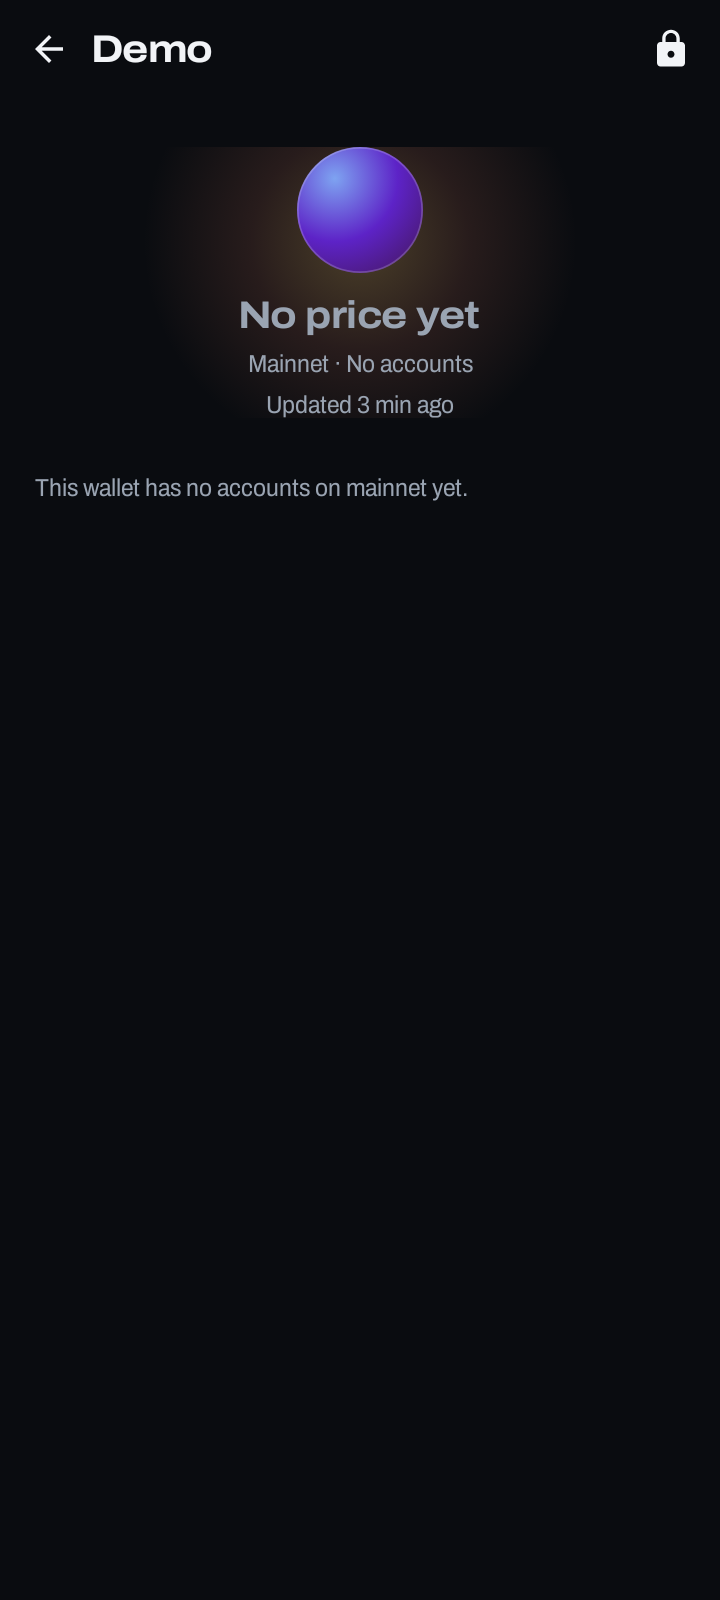 Demo
No price yet
Mainnet · No accounts
Updated 3 min ago
This wallet has no accounts on mainnet yet.